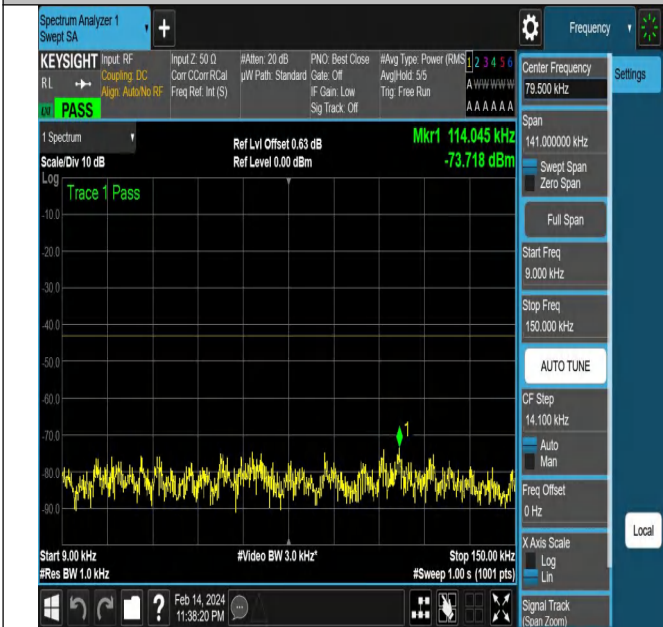 Spectrum Analyzer 1
Swept SA
+
Frequency
KEYSIGHT
RL
PASS
Input: RF
Coupling: DC
Align: Auto/No RF
Input Z: 50 Ω
Corr CCorr RCal
Freq Ref: Int (S)
#Atten: 20 dB
µW Path: Standard
PNO: Best Close
Gate: Off
IF Gain: Low
Sig Track: Off
#Avg Type: Power (RMS
Avg|Hold: 5/5
Trig: Free Run
1 2 3 4 5 6
A W W W W W
A A A A A A
Center Frequency
79.500 kHz
Settings
1 Spectrum
Scale/Div 10 dB
Ref Lvl Offset 0.63 dB
Ref Level 0.00 dBm
Mkr1 114.045 kHz
-73.718 dBm
Span
141.000000 kHz
Swept Span
Zero Span
Full Span
Start Freq
9.000 kHz
Stop Freq
150.000 kHz
AUTO TUNE
CF Step
14.100 kHz
Auto
Man
Freq Offset
0 Hz
X Axis Scale
Log
Lin
Signal Track
(Span Zoom)
Local
Log
Trace 1 Pass
-10.0
-20.0
-30.0
-40.0
-50.0
-60.0
-70.0
-80.0
-90.0
1
Start 9.00 kHz
#Res BW 1.0 kHz
#Video BW 3.0 kHz*
Stop 150.00 kHz
#Sweep 1.00 s (1001 pts)
?
Feb 14, 2024
11:38:20 PM